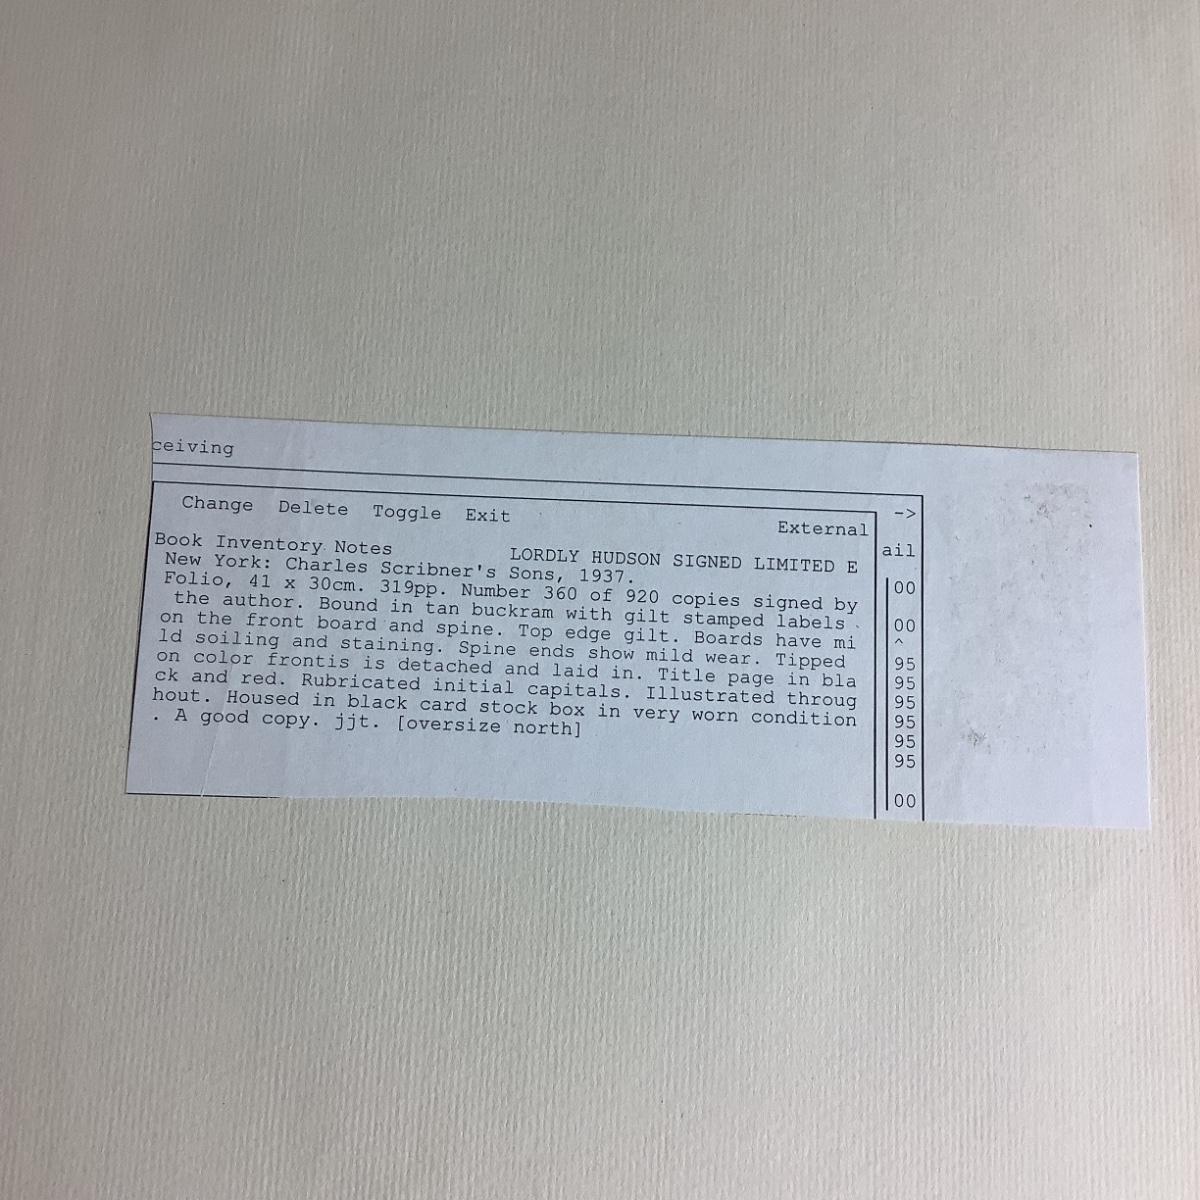 ceiving
->
Change Delete Toggle Exit
External
ail
Book Inventory Notes LORDLY HUDSON SIGNED LIMITED E
New York: Charles Scribner's Sons, 1937.
Folio, 41 x 30cm. 319pp. Number 360 of 920 copies signed by
the author. Bound in tan buckram with gilt stamped labels
on the front board and spine. Top edge gilt. Boards have mi
ld soiling and staining. Spine ends show mild wear. Tipped
on color frontis is detached and laid in. Title page in bla
ck and red. Rubricated initial capitals. Illustrated throug
hout. Housed in black card stock box in very worn condition
. A good copy. jjt. [oversize north]
00
00
^
95
95
95
95
95
95
00